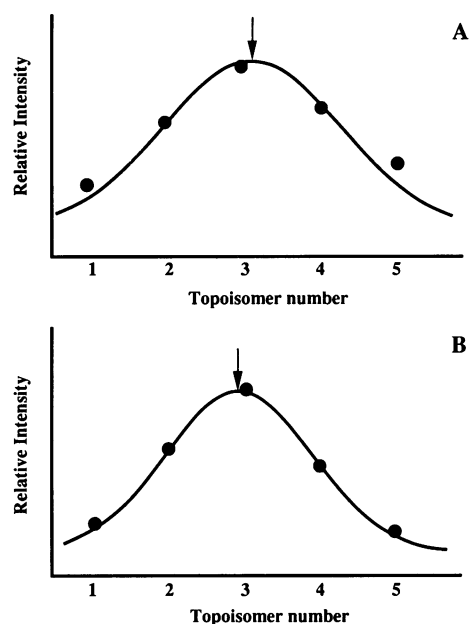 A
Relative Intensity
1 2 3 4 5
Topoisomer number
B
Relative Intensity
1 2 3 4 5
Topoisomer number